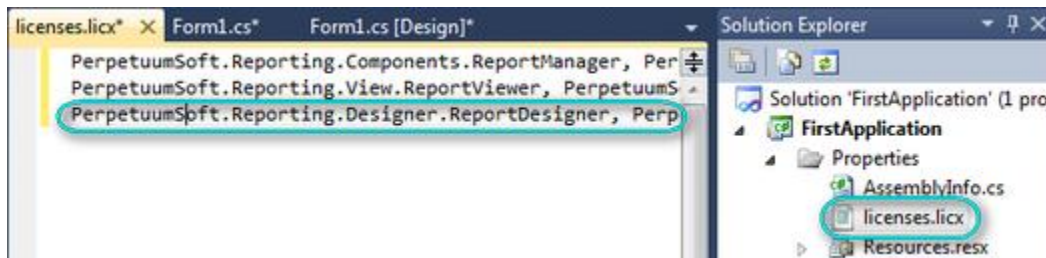 licenses.licx* Form1.cs* Form1.cs [Design]*
PerpetuumSoft.Reporting.Components.ReportManager, Per
PerpetuumSoft.Reporting.View.ReportViewer, PerpetuumS
PerpetuumSoft.Reporting.Designer.ReportDesigner, Perp
Solution Explorer
Solution 'FirstApplication' (1 pro
FirstApplication
Properties
AssemblyInfo.cs
licenses.licx
Resources.resx